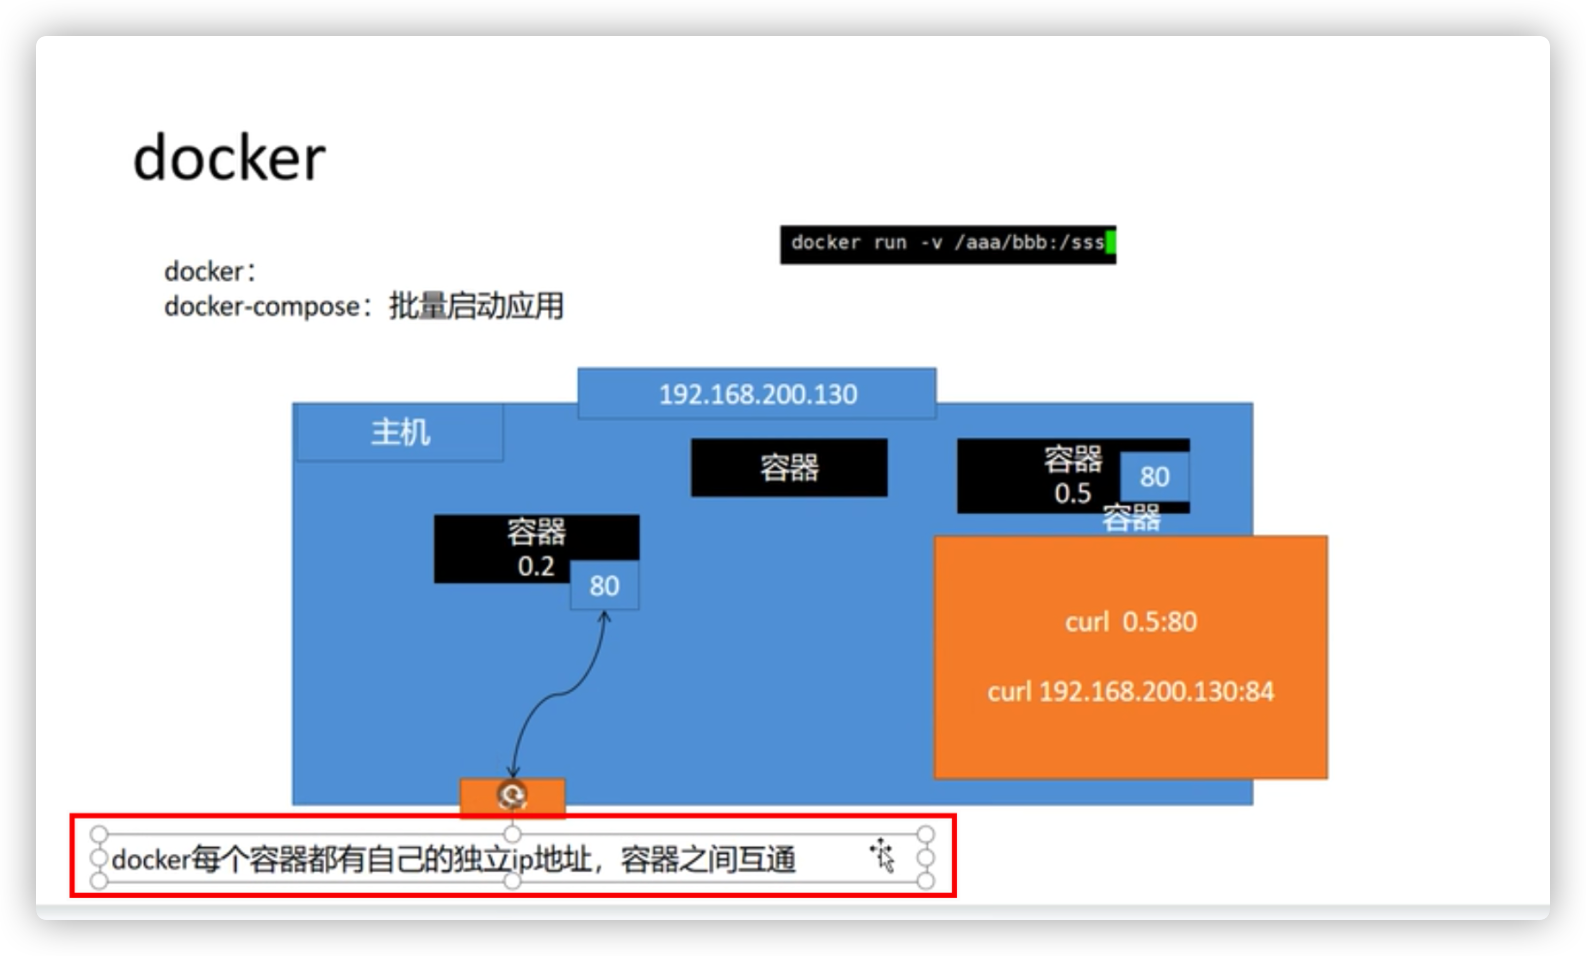 docker
docker run -v /aaa/bbb:/sss
docker：
docker-compose：批量启动应用
192.168.200.130
主机
容器
容器
0.5
80
容器
容器
0.2
80
curl 0.5:80
curl 192.168.200.130:84
docker每个容器都有自己的独立ip地址，容器之间互通